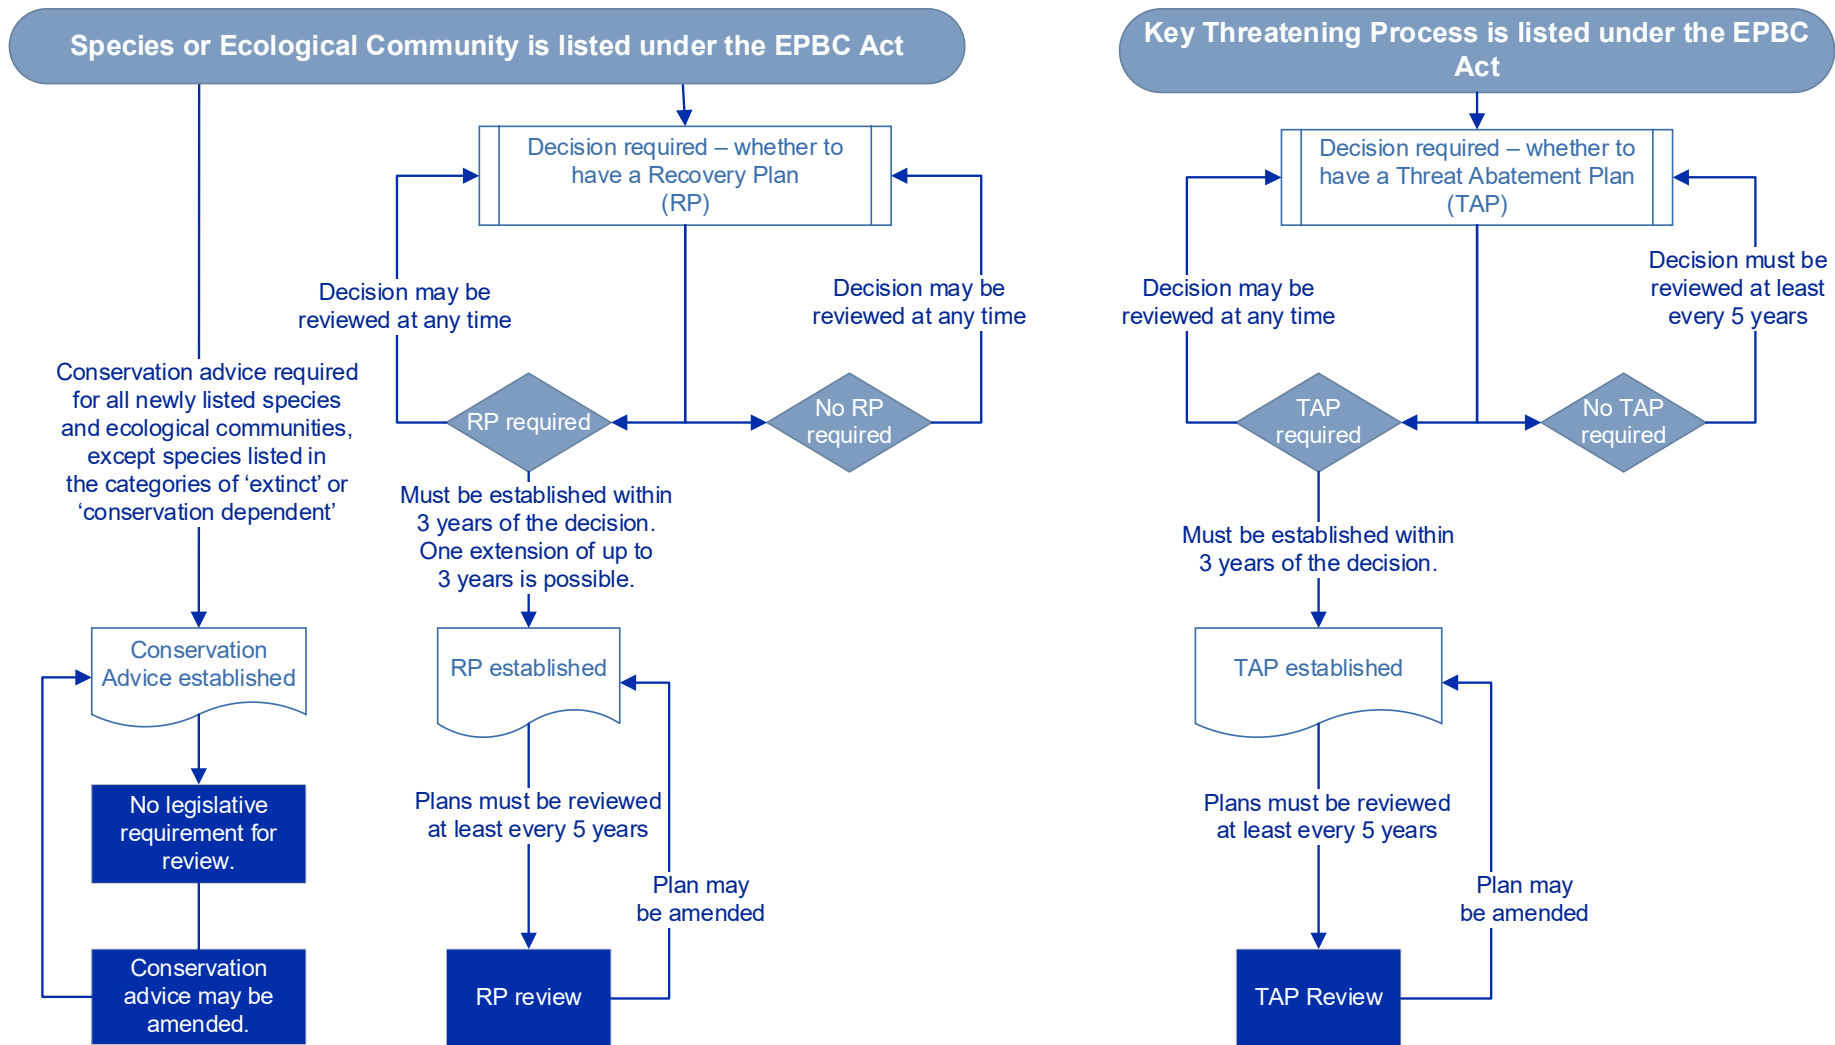 Species or Ecological Community is listed under the EPBC Act
Key Threatening Process is listed under the EPBC
Act
Decision required – whether to
have a Recovery Plan
(RP)
Decision required – whether to
have a Threat Abatement Plan
(TAP)
Decision may be
reviewed at any time
Decision may be
reviewed at any time
Decision may be
reviewed at any time
Decision must be
reviewed at least
every 5 years
Conservation advice required
for all newly listed species
and ecological communities,
except species listed in
the categories of ‘extinct’ or
‘conservation dependent’
RP required
No RP
required
TAP
required
No TAP
required
Must be established within
3 years of the decision.
One extension of up to
3 years is possible.
Must be established within
3 years of the decision.
Conservation
Advice established
RP established
TAP established
No legislative
requirement for
review.
Plans must be reviewed
at least every 5 years
Plans must be reviewed
at least every 5 years
Plan may
be amended
Plan may
be amended
Conservation
advice may be
amended.
RP review
TAP Review